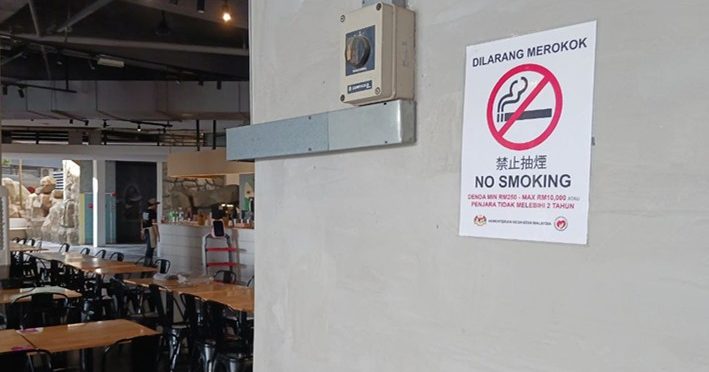 DILARANG MEROKOK
禁止抽煙
NO SMOKING
DENDA MIN RM250 - MAX RM10,000 ATAU
PENJARA TIDAK MELEBIHI 2 TAHUN
KEMENTERIAN KESIHATAN MALAYSIA